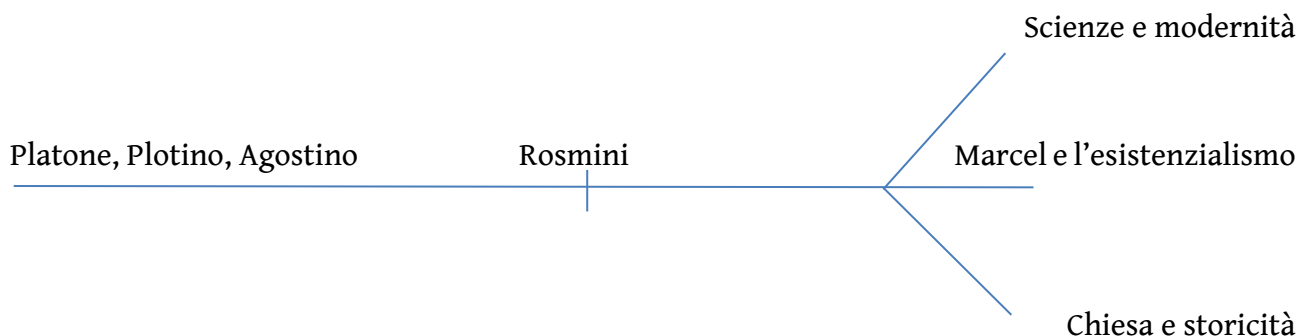 Scienze e modernità
Platone, Plotino, Agostino
Rosmini
Marcel e l’esistenzialismo
Chiesa e storicità